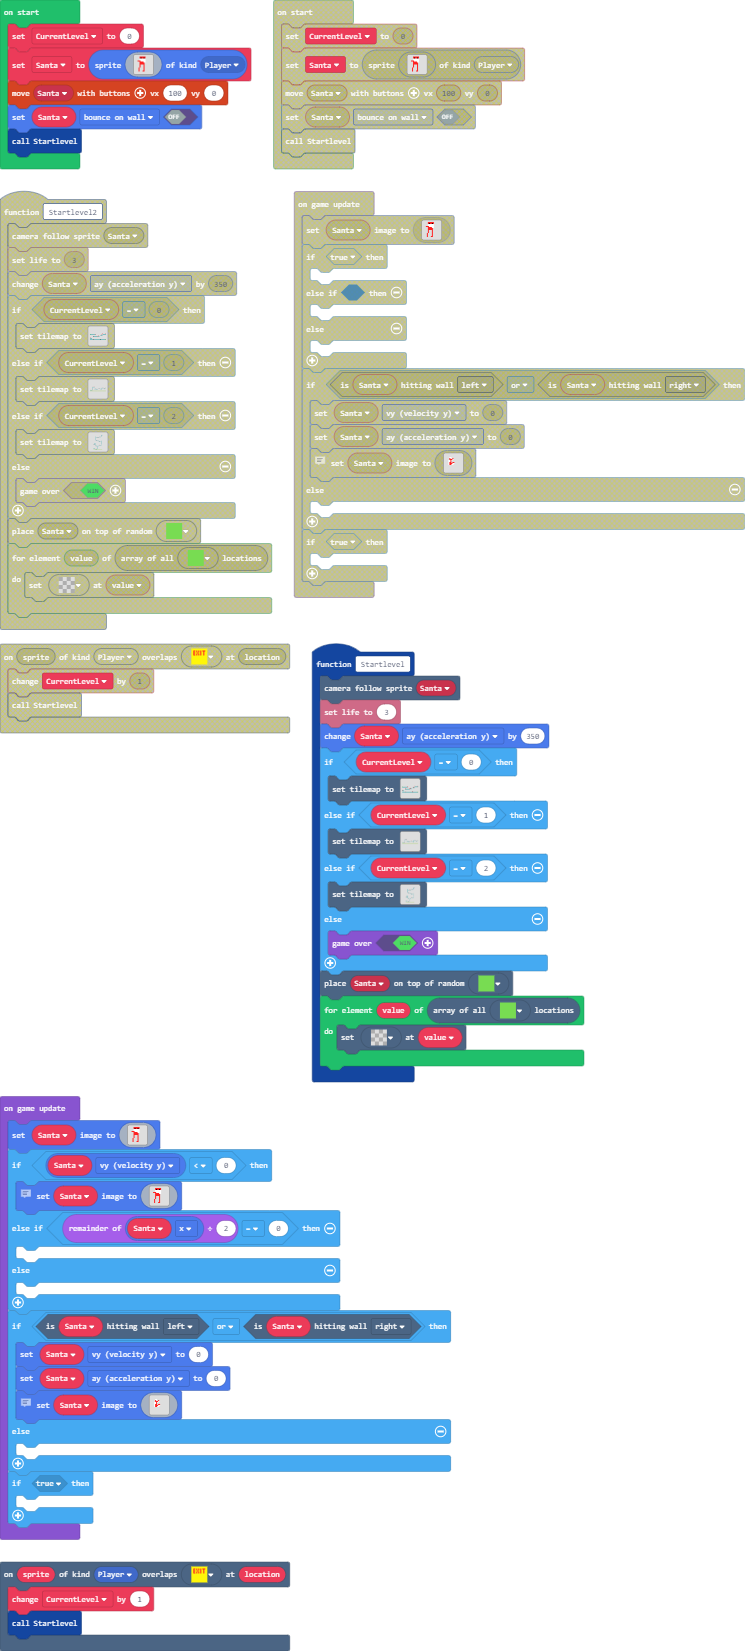 on start
set CurrentLevel to 0
set Santa to sprite of kind Player
move Santa with buttons vx 100 vy 0
set Santa bounce on wall OFF
call Startlevel
on start
set CurrentLevel to 0
set Santa to sprite of kind Player
move Santa with buttons vx 100 vy 0
set Santa bounce on wall OFF
call Startlevel
function Startlevel2
camera follow sprite Santa
set life to 3
change Santa ay (acceleration y) by 350
if CurrentLevel = 0 then
set tilemap to
else if CurrentLevel = 1 then
set tilemap to
else if CurrentLevel = 2 then
set tilemap to
else
game over WIN
place Santa on top of random
for element value of array of all locations
do set at value
on game update
set Santa image to
if true then
else if then
else
if is Santa hitting wall left or is Santa hitting wall right then
set Santa vy (velocity y) to 0
set Santa ay (acceleration y) to 0
set Santa image to
else
if true then
on sprite of kind Player overlaps EXIT at location
change CurrentLevel by 1
call Startlevel
function Startlevel
camera follow sprite Santa
set life to 3
change Santa ay (acceleration y) by 350
if CurrentLevel = 0 then
set tilemap to
else if CurrentLevel = 1 then
set tilemap to
else if CurrentLevel = 2 then
set tilemap to
else
game over WIN
place Santa on top of random
for element value of array of all locations
do set at value
on game update
set Santa image to
if Santa vy (velocity y) < 0 then
set Santa image to
else if remainder of Santa x ÷ 2 = 0 then
else
if is Santa hitting wall left or is Santa hitting wall right then
set Santa vy (velocity y) to 0
set Santa ay (acceleration y) to 0
set Santa image to
else
if true then
on sprite of kind Player overlaps EXIT at location
change CurrentLevel by 1
call Startlevel